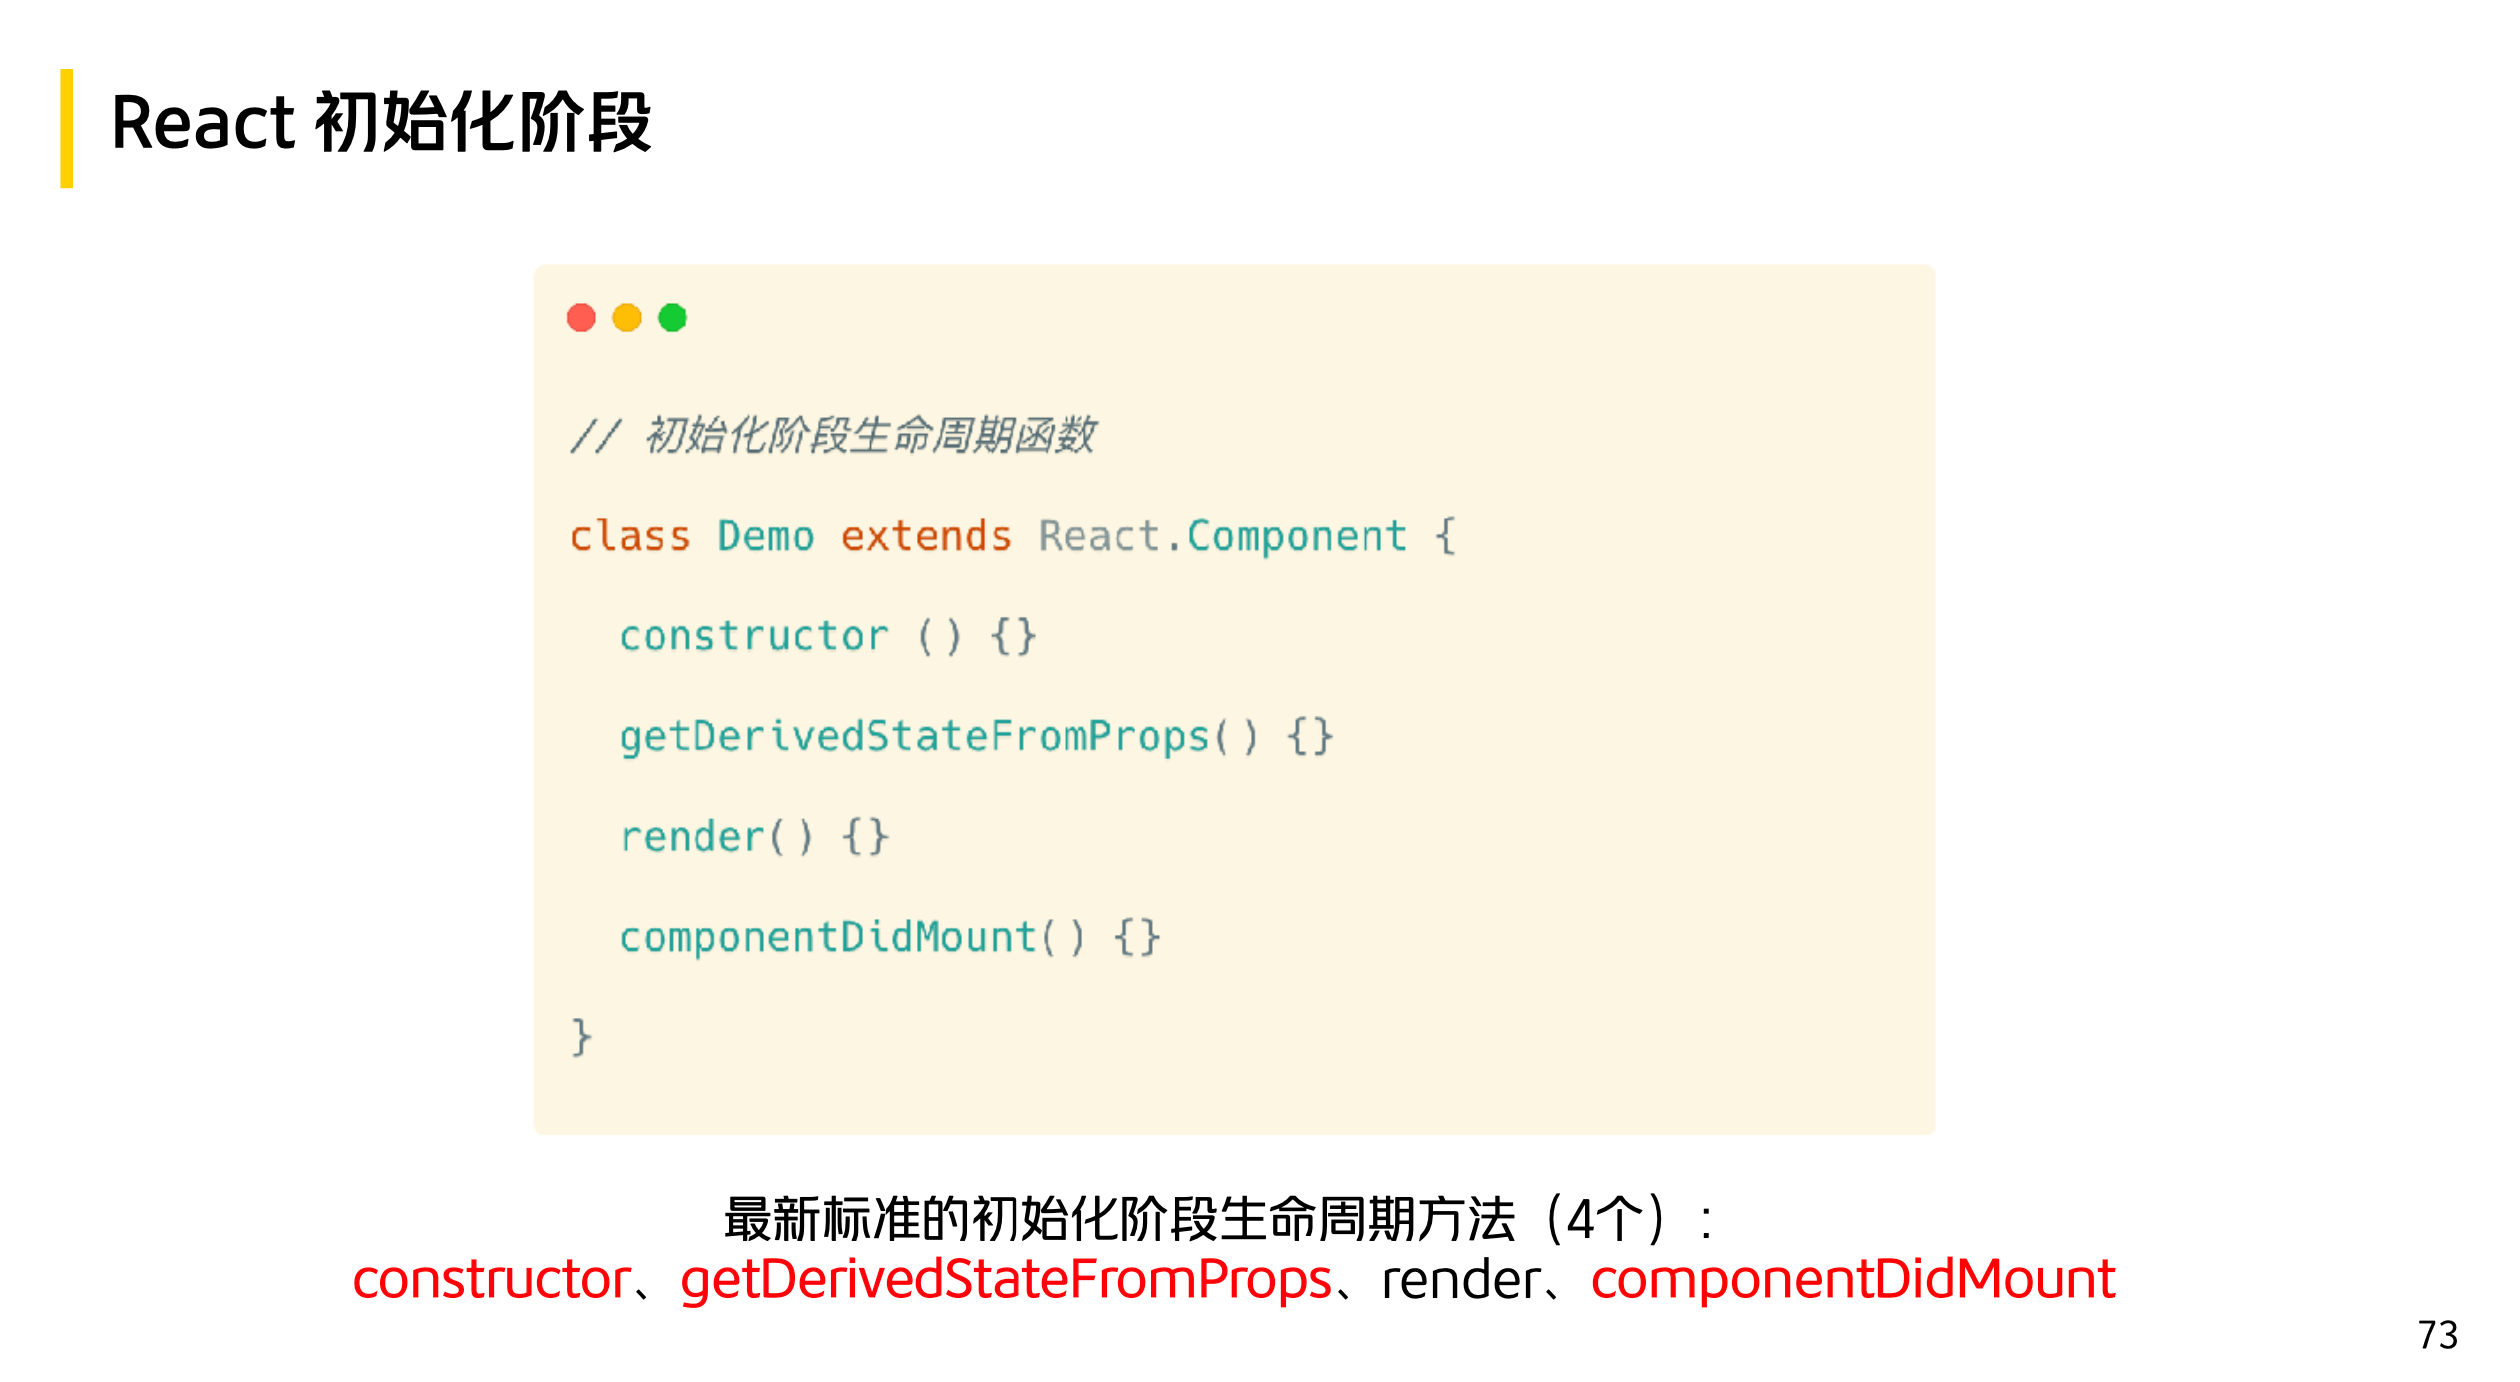 React 初始化阶段
// 初始化阶段生命周期函数
class Demo extends React.Component {
constructor () {}
getDerivedStateFromProps() {}
render() {}
componentDidMount() {}
}
最新标准的初始化阶段生命周期方法（4个）：
constructor、getDerivedStateFromProps、render、componentDidMount
73